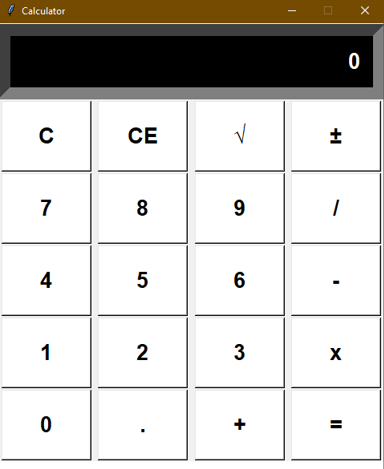 Calculator
0
C CE √ ±
7 8 9 /
4 5 6 -
1 2 3 x
0 . + =